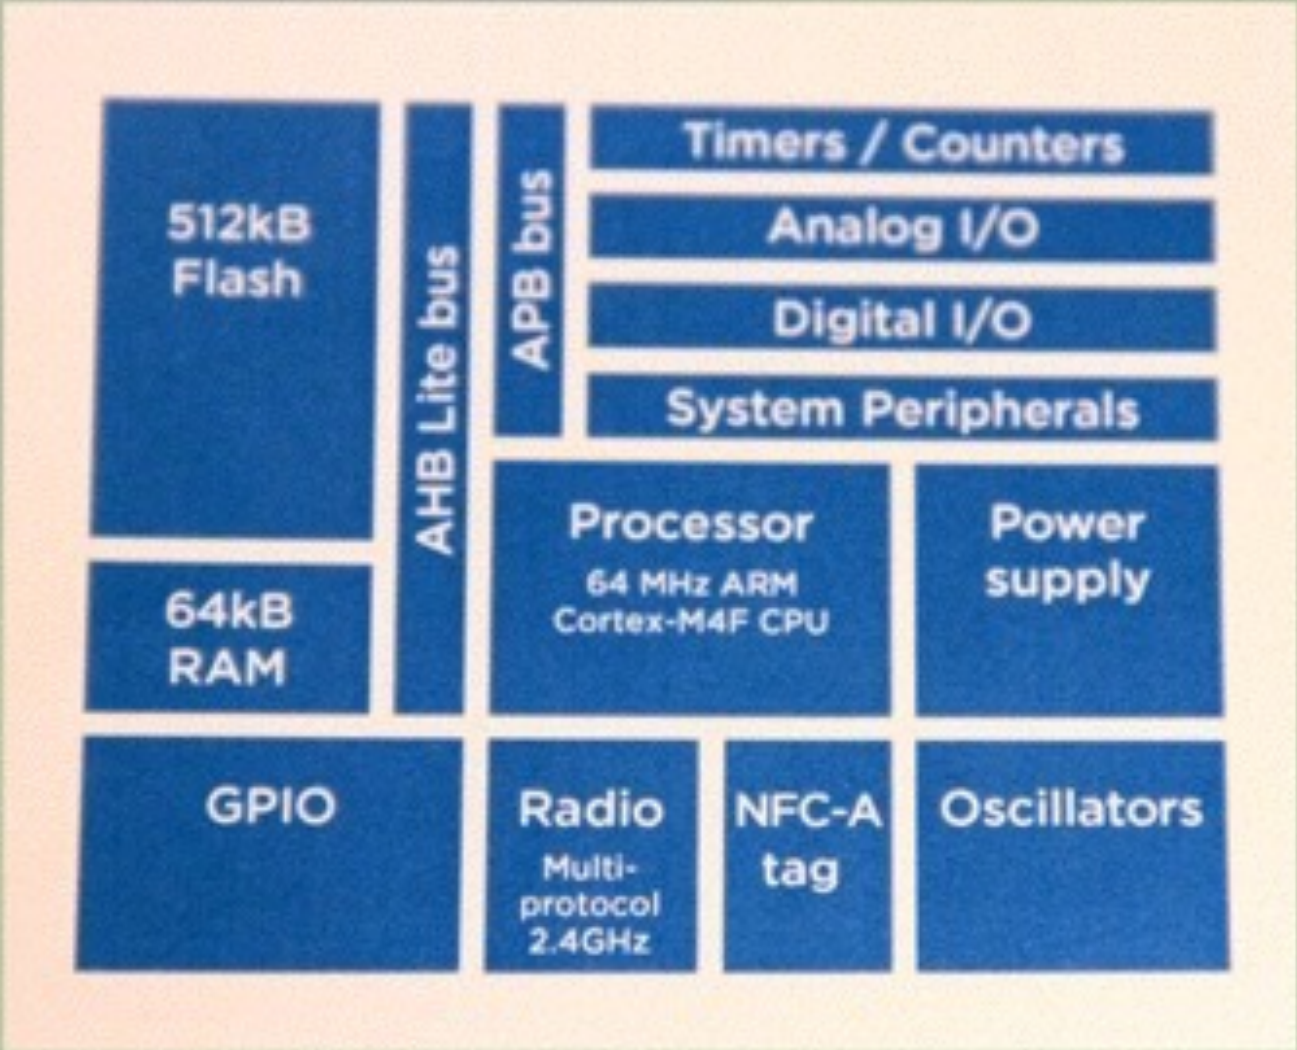 512kB
Flash
64kB
RAM
AHB Lite bus
APB bus
Timers / Counters
Analog I/O
Digital I/O
System Peripherals
Processor
64 MHz ARM
Cortex-M4F CPU
Power
supply
GPIO
Radio
Multi-
protocol
2.4GHz
NFC-A
tag
Oscillators